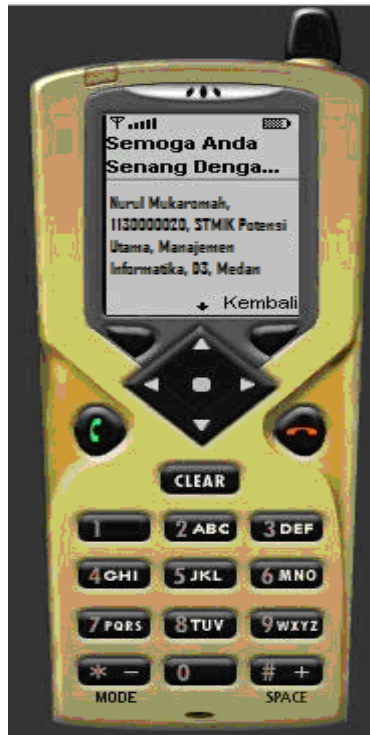 Semoga Anda
Senang Denga...
Nurul Mukaromah,
1130000020, STMIK Potensi
Utama, Manajemen
Informatika, D3, Medan
Kembali
CLEAR
1 2 ABC 3 DEF
4 GHI 5 JKL 6 MNO
7 PQRS 8 TUV 9 WXYZ
* - 0 # +
MODE SPACE